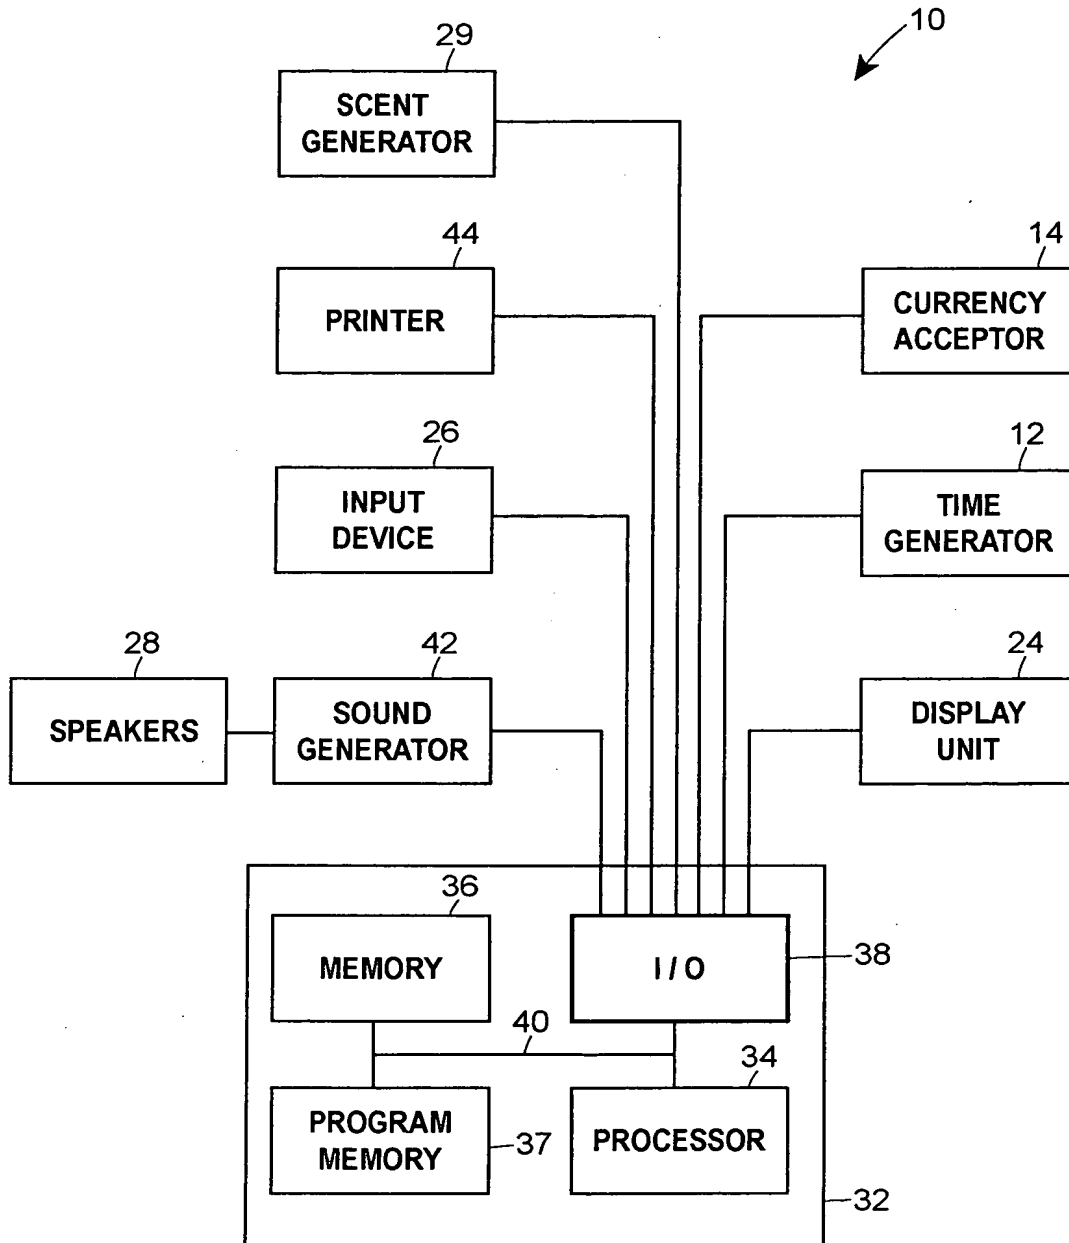 10
29
SCENT
GENERATOR
44
PRINTER
14
CURRENCY
ACCEPTOR
26
INPUT
DEVICE
12
TIME
GENERATOR
28
SPEAKERS
42
SOUND
GENERATOR
24
DISPLAY
UNIT
36
MEMORY
I / O
38
40
PROGRAM
MEMORY
37
34
PROCESSOR
32